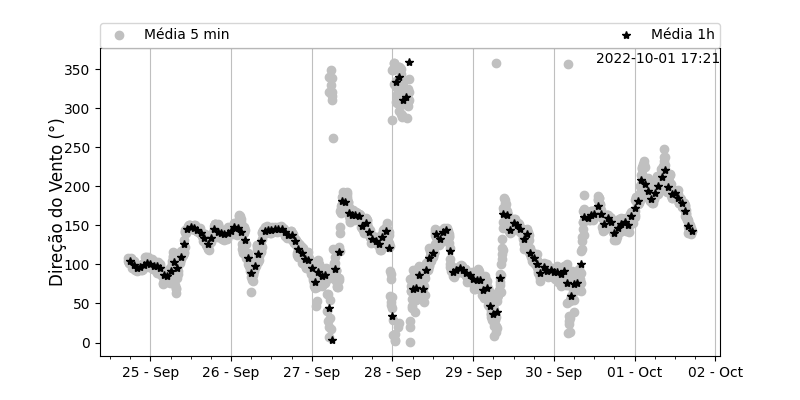 Média 5 min
Média 1h
2022-10-01 17:21
Direção do Vento (°)
350
300
250
200
150
100
50
0
25 - Sep
26 - Sep
27 - Sep
28 - Sep
29 - Sep
30 - Sep
01 - Oct
02 - Oct